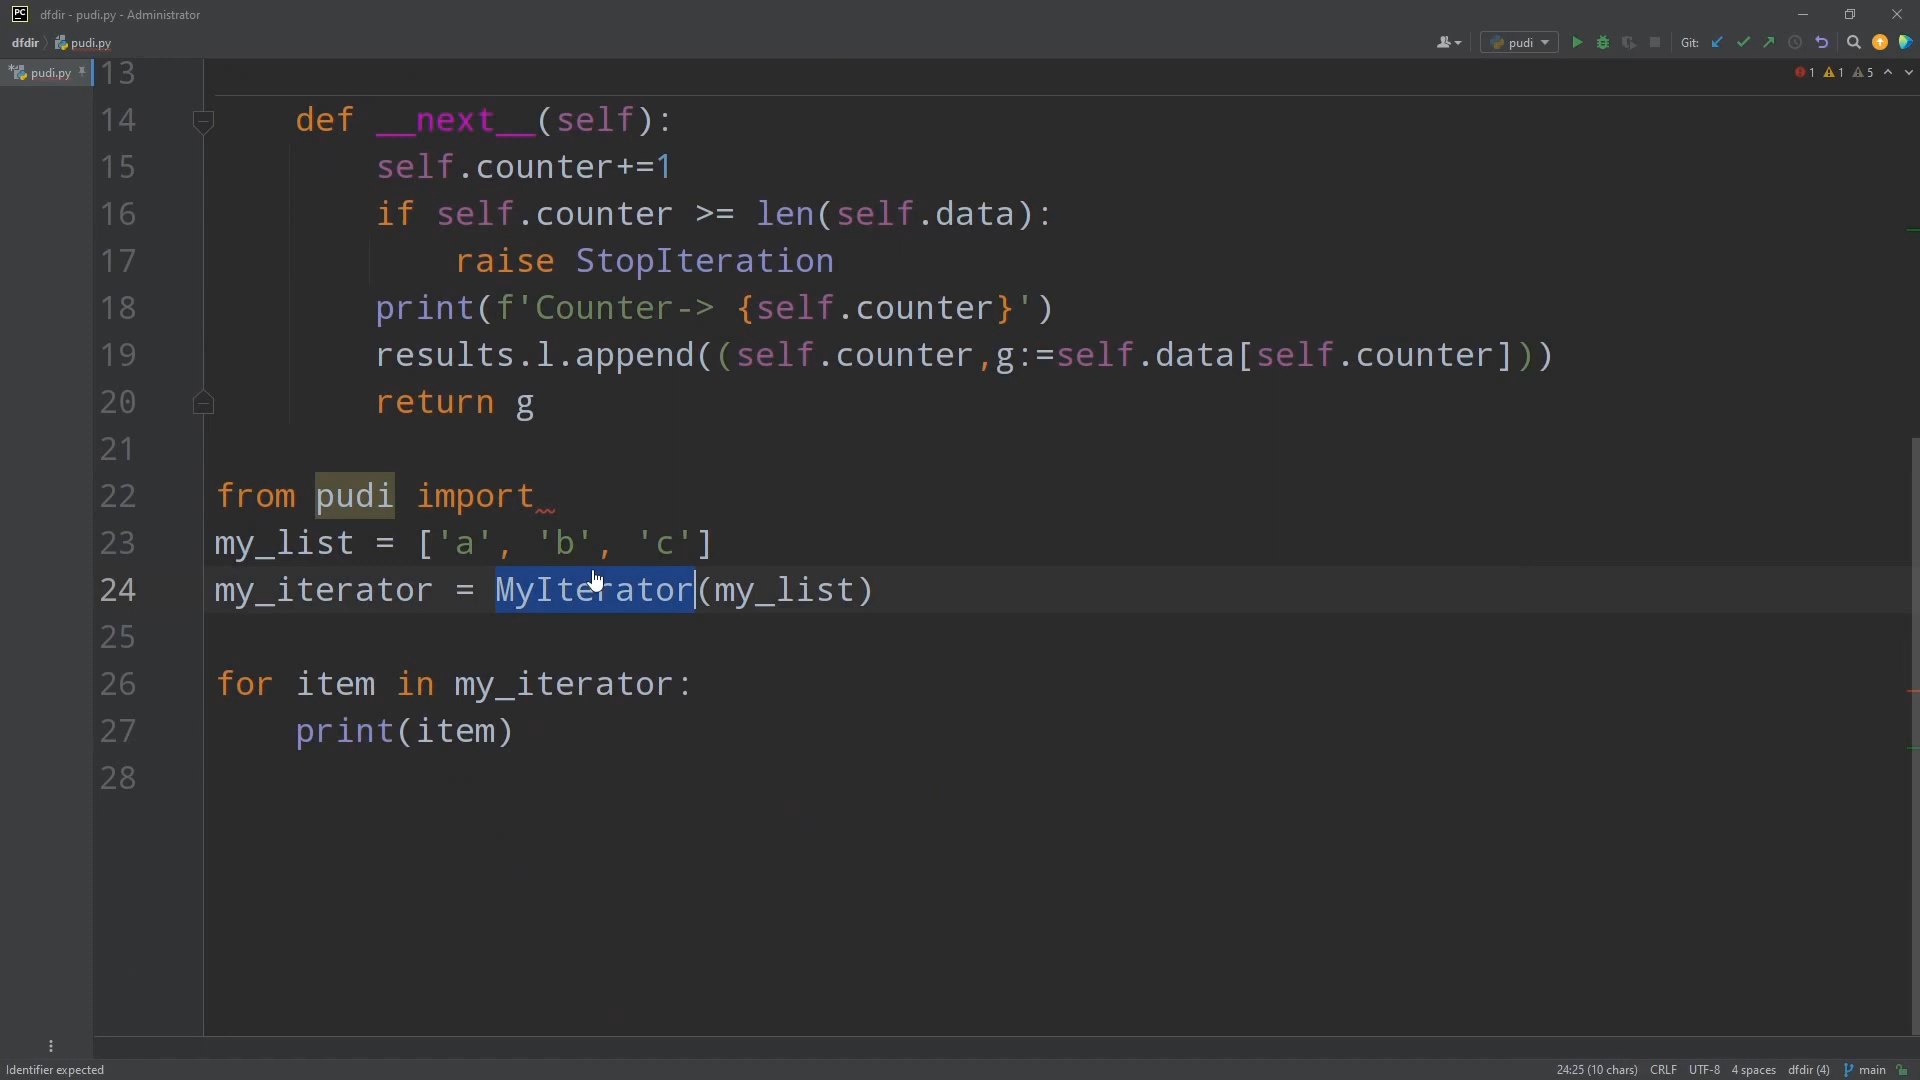 PC dfdir - pudi.py - Administrator
dfdir pudi.py pudi Git:
pudi.py 1 1 5
13
14 def __next__(self):
15 self.counter+=1
16 if self.counter >= len(self.data):
17 raise StopIteration
18 print(f'Counter-> {self.counter}')
19 results.l.append((self.counter,g:=self.data[self.counter]))
20 return g
21
22 from pudi import
23 my_list = ['a', 'b', 'c']
24 my_iterator = MyIterator(my_list)
25
26 for item in my_iterator:
27 print(item)
28
Identifier expected 24:25 (10 chars) CRLF UTF-8 4 spaces dfdir (4) main